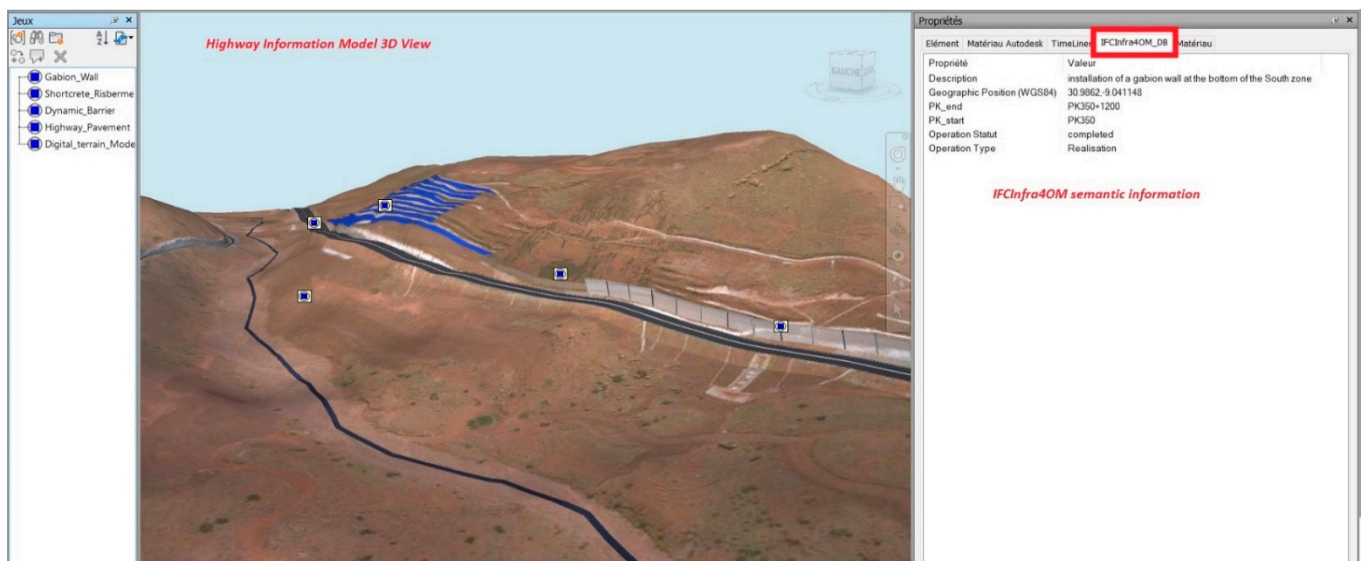 Jeux
Gabion_Wall
Shortcrete_Risberme
Dynamic_Barrier
Highway_Pavement
Digital_terrain_Mode
Highway Information Model 3D View
GAUCHE
Propriétés
Elément Matériau Autodesk TimeLiner IFCInfra4OM_DB Matériau
Propriété Valeur
Description installation of a gabion wall at the bottom of the South zone
Geographic Position (WGS84) 30.9862,-9.041148
PK_end PK350+1200
PK_start PK350
Operation Statut completed
Operation Type Realisation
IFCInfra4OM semantic information